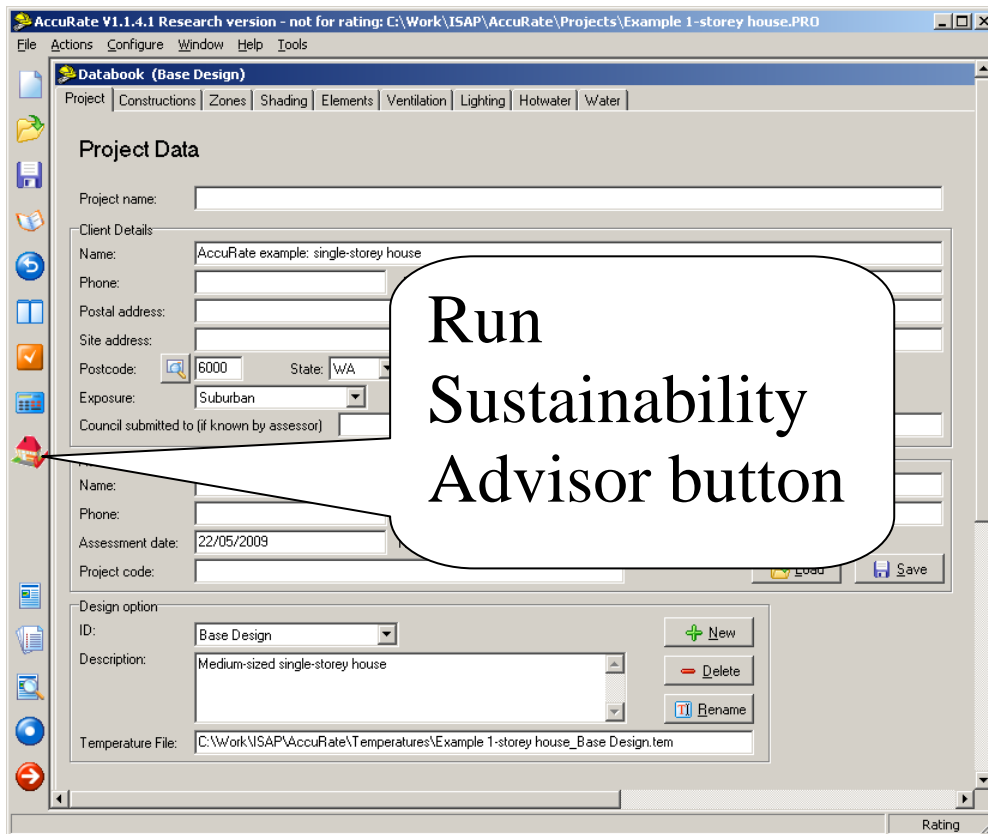 AccuRate V1.1.4.1 Research version - not for rating: C:\Work\ISAP\AccuRate\Projects\Example 1-storey house.PRO
File Actions Configure Window Help Tools
Databook (Base Design)
Project Constructions Zones Shading Elements Ventilation Lighting Hotwater Water
Project Data
Project name:
Client Details
Name: AccuRate example: single-storey house
Phone:
Postal address:
Site address:
Postcode: 6000 State: WA
Exposure: Suburban
Council submitted to (if known by assessor)
Run
Sustainability
Advisor button
Name:
Phone:
Assessment date: 22/05/2009
Project code:
Load Save
Design option
ID: Base Design
New
Description: Medium-sized single-storey house
Delete
Rename
Temperature File: C:\Work\ISAP\AccuRate\Temperatures\Example 1-storey house_Base Design.tem
Rating